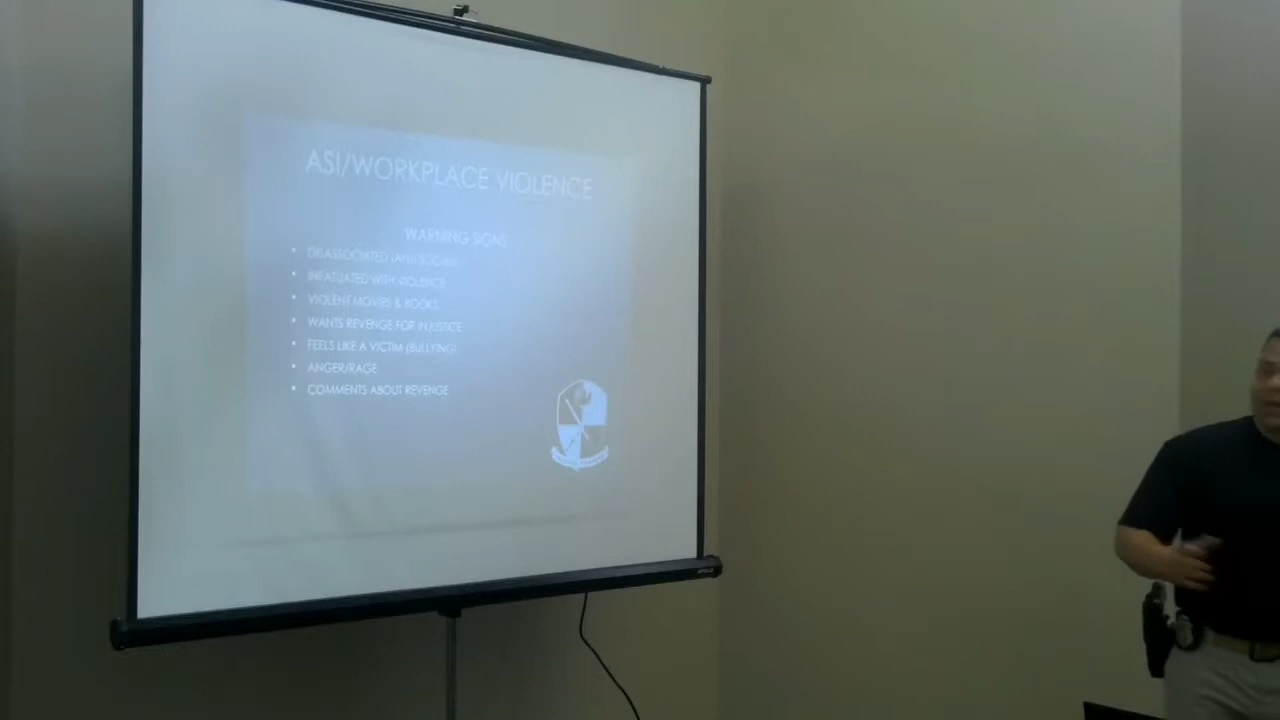 ASI/WORKPLACE VIOLENCE
WARNING SIGNS
• DISASSOCIATED (ANTI-SOCIAL)
• INFATUATED WITH VIOLENCE
• VIOLENT MOVIES & BOOKS
• WANTS REVENGE FOR INJUSTICE
• FEELS LIKE A VICTIM (BULLYING)
• ANGER/RAGE
• COMMENTS ABOUT REVENGE